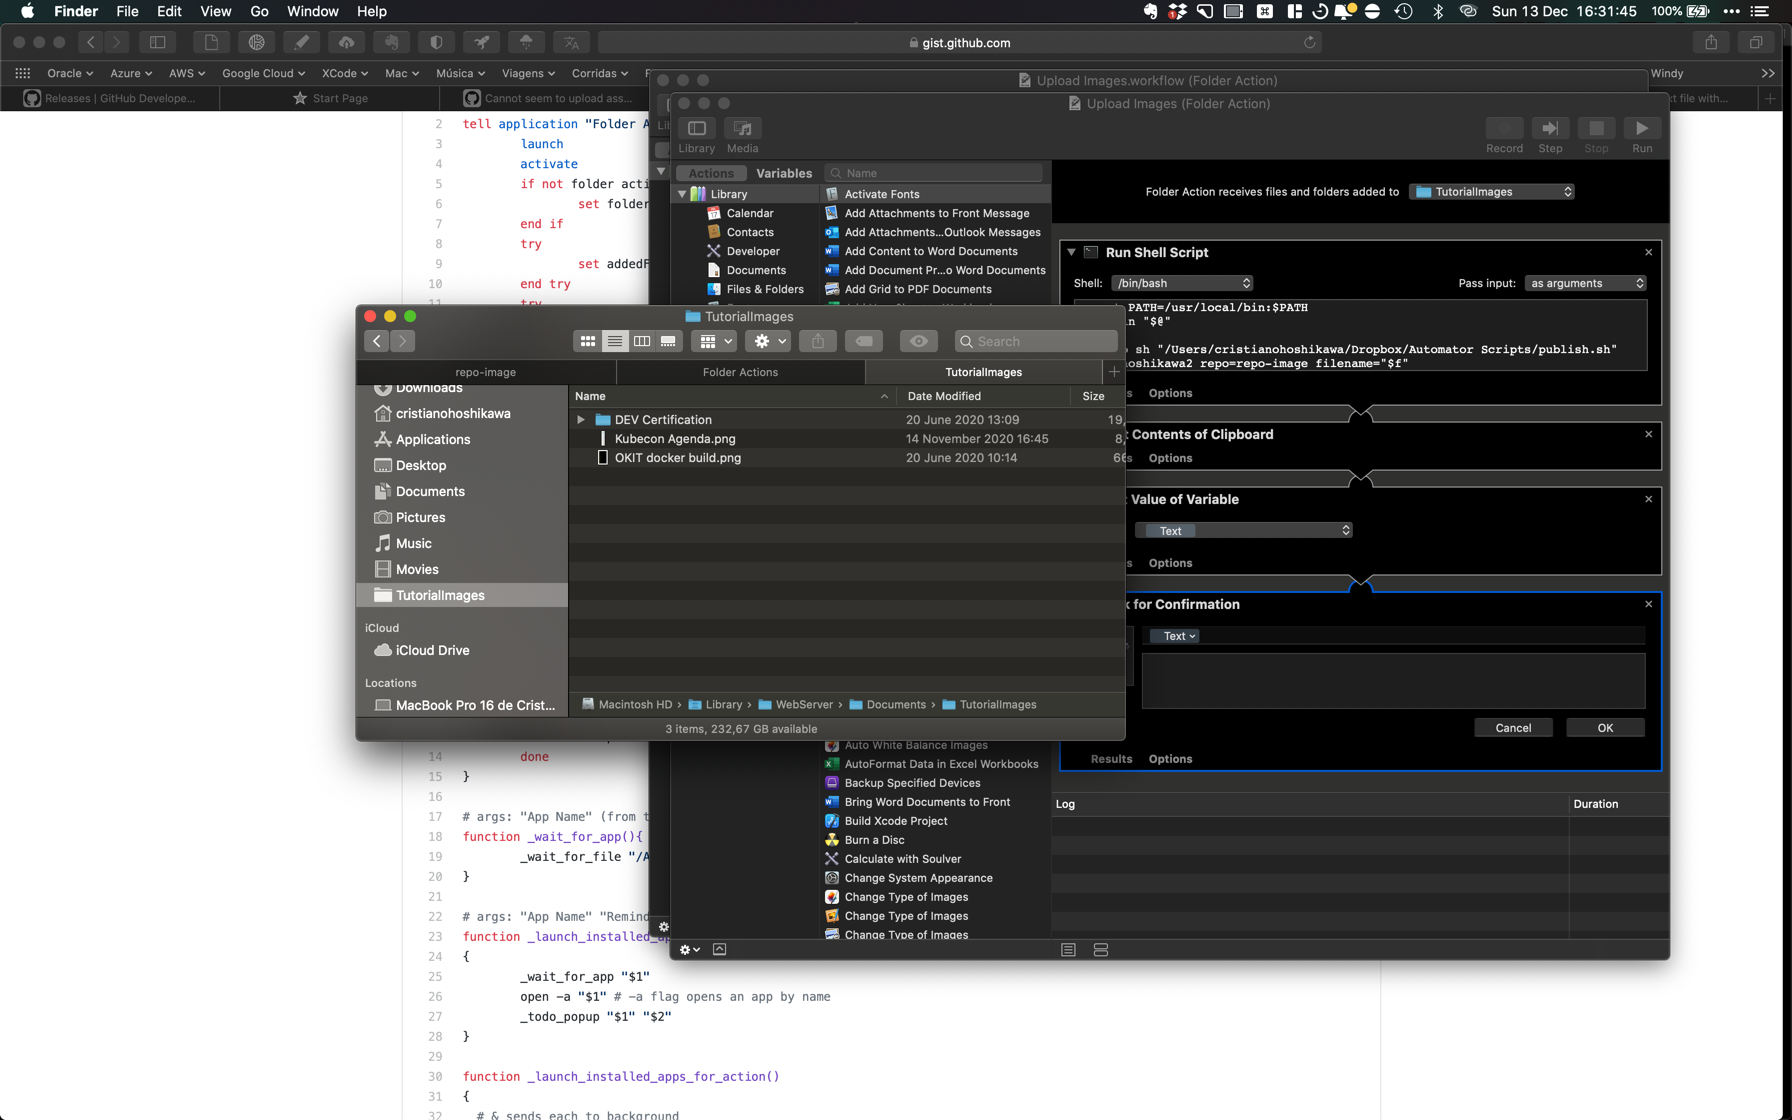 Finder File Edit View Go Window Help
1
Sun 13 Dec 16:31:45 100%
gist.github.com
Oracle Azure AWS Google Cloud XCode Mac Música Viagens Corridas Windy
Releases | GitHub Develope... Start Page Cannot seem to upload ass... xt file with...
Upload Images.workflow (Folder Action)
Upload Images (Folder Action)
Library Media Record Step Stop Run
Actions Variables Name
Library
Calendar
Contacts
Developer
Documents
Files & Folders
Activate Fonts
Add Attachments to Front Message
Add Attachments...Outlook Messages
Add Content to Word Documents
Add Document Pr...o Word Documents
Add Grid to PDF Documents
Folder Action receives files and folders added to TutorialImages
Run Shell Script
Shell: /bin/bash Pass input: as arguments
PATH=/usr/local/bin:$PATH
n "$@"
sh "/Users/cristianohoshikawa/Dropbox/Automator Scripts/publish.sh"
oshikawa2 repo=repo-image filename="$f"
s Options
Contents of Clipboard
s Options
Value of Variable
Text
s Options
k for Confirmation
Text
Cancel OK
Results Options
Log Duration
2 tell application "Folder A
3 launch
4 activate
5 if not folder acti
6 set folder
7 end if
8 try
9 set addedF
10 end try
11 try
TutorialImages
Search
repo-image Folder Actions TutorialImages
Downloads
cristianohoshikawa
Applications
Desktop
Documents
Pictures
Music
Movies
TutorialImages
iCloud
iCloud Drive
Locations
MacBook Pro 16 de Crist...
Name Date Modified Size
DEV Certification 20 June 2020 13:09 19,
Kubecon Agenda.png 14 November 2020 16:45 8,
OKIT docker build.png 20 June 2020 10:14 66
Macintosh HD › Library › WebServer › Documents › TutorialImages
3 items, 232,67 GB available
Auto White Balance Images
AutoFormat Data in Excel Workbooks
Backup Specified Devices
Bring Word Documents to Front
Build Xcode Project
Burn a Disc
Calculate with Soulver
Change System Appearance
Change Type of Images
Change Type of Images
Change Type of Images
14 done
15 }
16
17 # args: "App Name" (from t
18 function _wait_for_app(){
19 _wait_for_file "/A
20 }
21
22 # args: "App Name" "Remind
23 function _launch_installed_ap
24 {
25 _wait_for_app "$1"
26 open -a "$1" # -a flag opens an app by name
27 _todo_popup "$1" "$2"
28 }
29
30 function _launch_installed_apps_for_action()
31 {
32 # & sends each to background